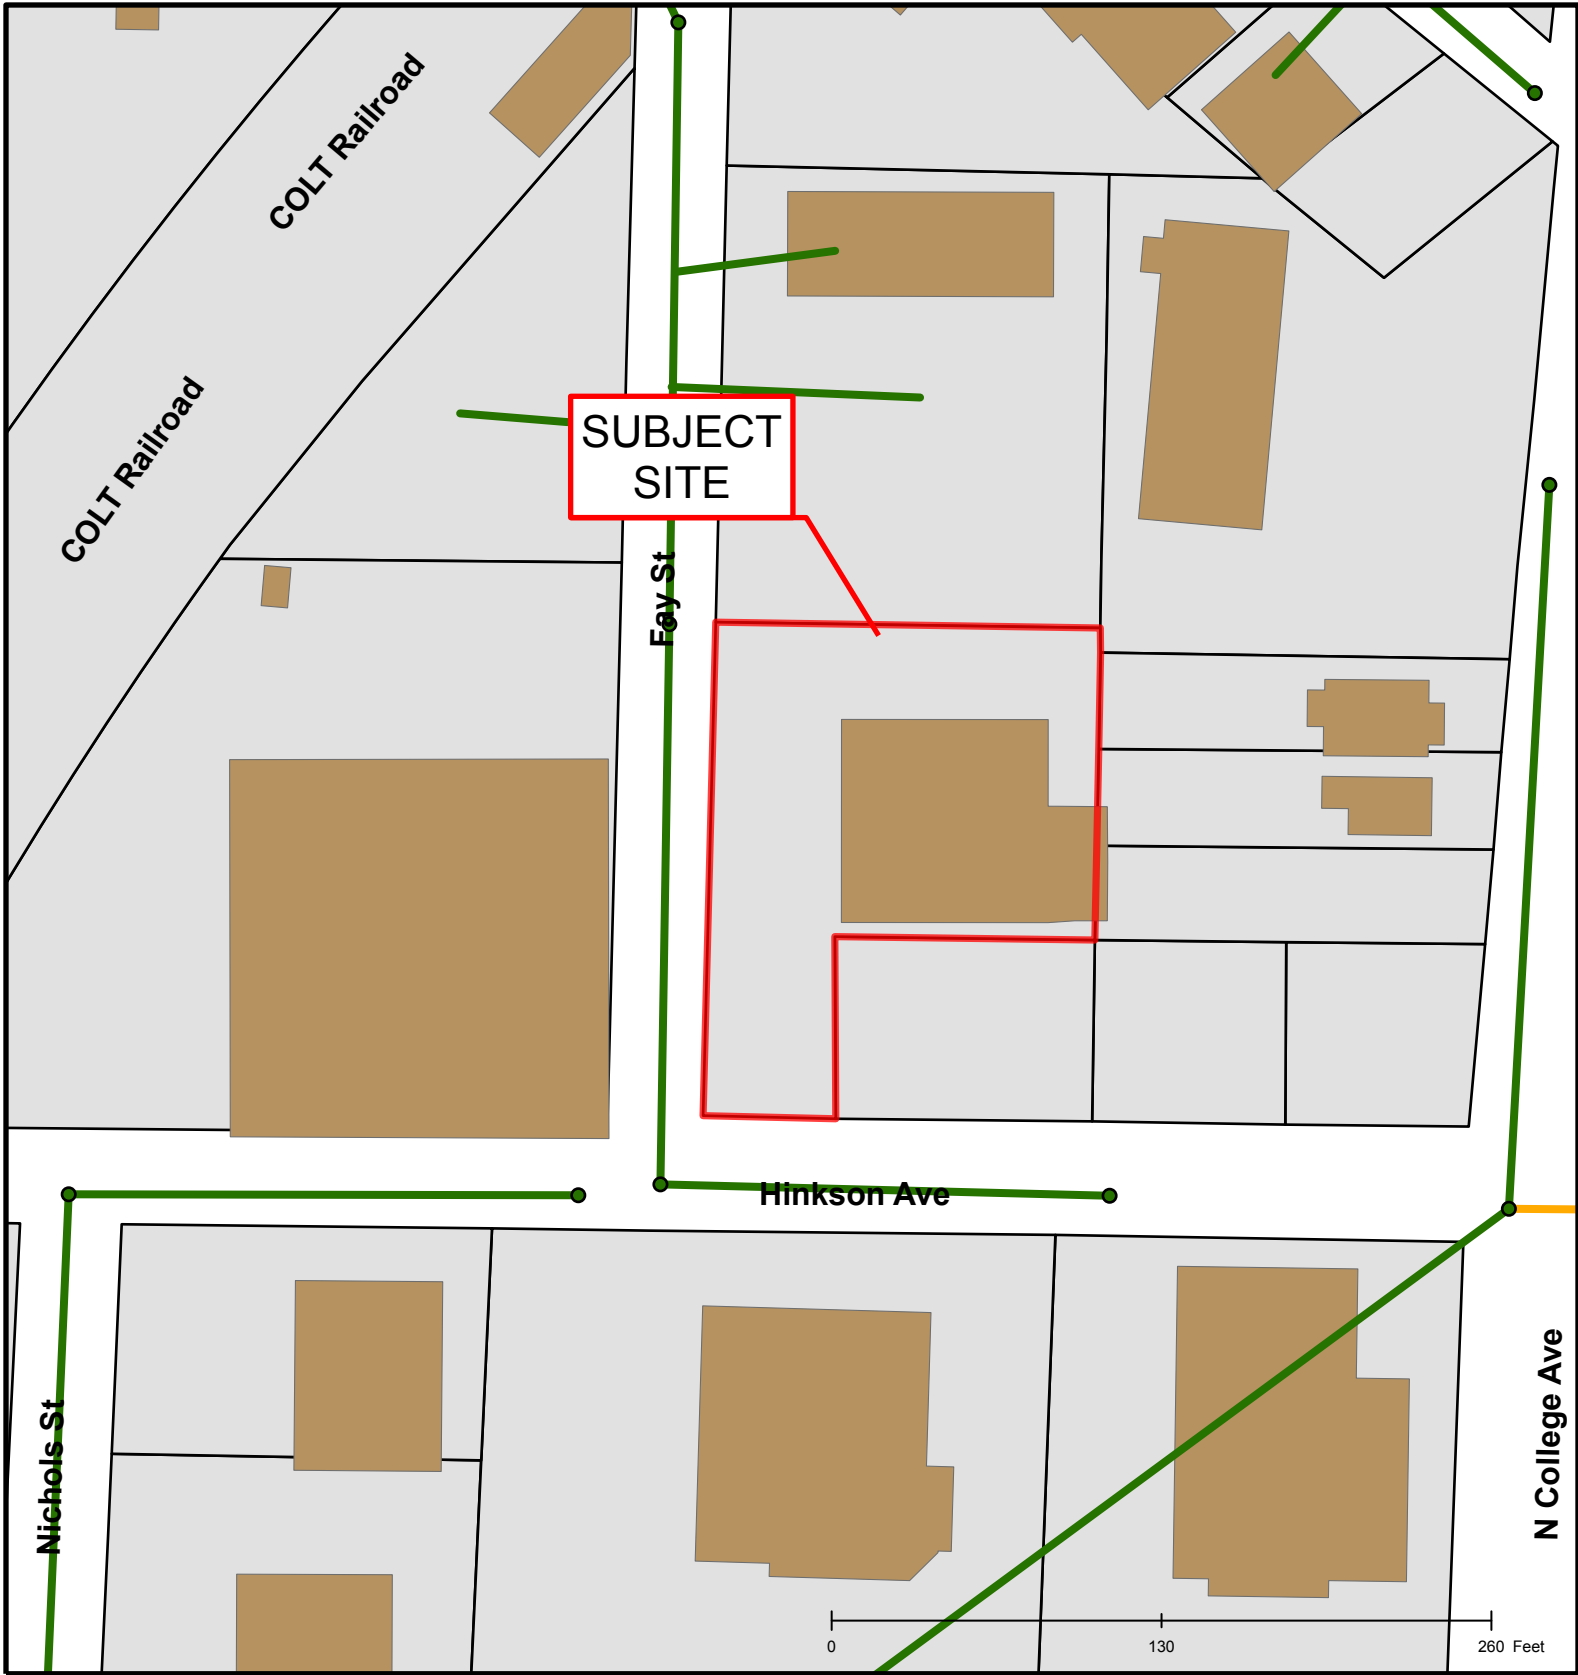 COLT Railroad
COLT Railroad
SUBJECT
SITE
Fay St
Hinkson Ave
Nichols St
N College Ave
0 130 260 Feet